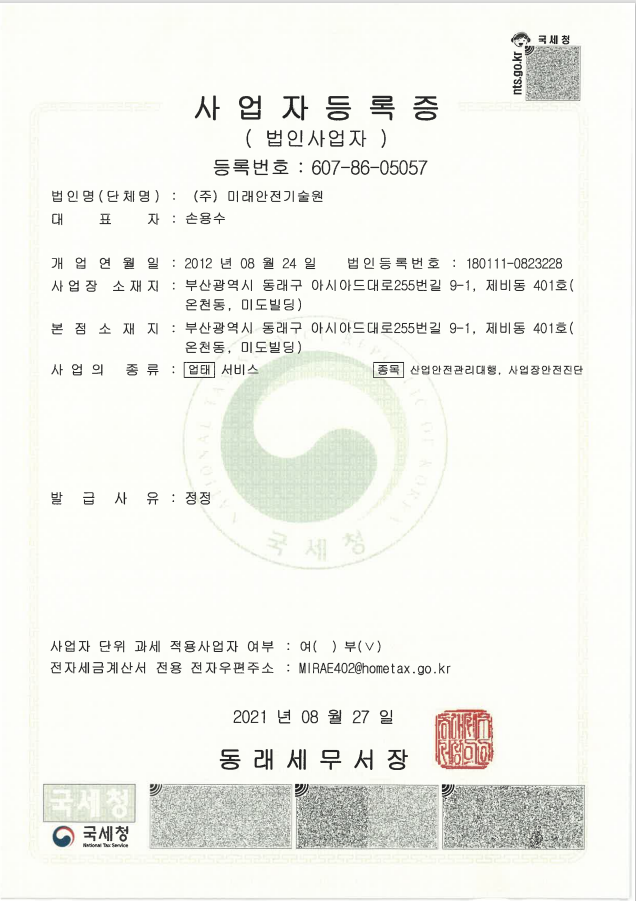 국세청
nts.go.kr
사업자등록증
( 법인사업자 )
등록번호 : 607-86-05057
법인명(단체명) : (주) 미래안전기술원
대 표 자 : 손용수
개 업 연 월 일 : 2012 년 08 월 24 일 법인등록번호 : 180111-0823228
사업장 소재지 : 부산광역시 동래구 아시아드대로255번길 9-1, 제비동 401호(
온천동, 미도빌딩)
본 점 소 재 지 : 부산광역시 동래구 아시아드대로255번길 9-1, 제비동 401호(
온천동, 미도빌딩)
사 업 의 종 류 : 업태 서비스 종목 산업안전관리대행, 사업장안전진단
NATIONAL TAX SERVICE REPUBLIC OF KOREA
국세청
발 급 사 유 : 정정
사업자 단위 과세 적용사업자 여부 : 여( ) 부(∨)
전자세금계산서 전용 전자우편주소 : MIRAE402@hometax.go.kr
2021 년 08 월 27 일
동래세무서장
국세청
국세청
National Tax Service